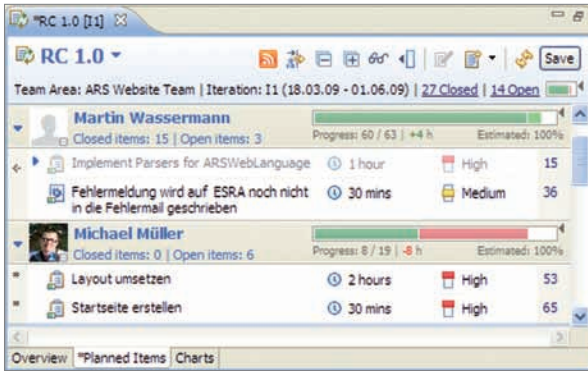 *RC 1.0 [I1]
RC 1.0
Save
Team Area: ARS Website Team | Iteration: I1 (18.03.09 - 01.06.09) | 27 Closed | 14 Open
Martin Wassermann
Closed items: 15 | Open items: 3
Progress: 60 / 63 | +4 h Estimated: 100%
Implement Parsers for ARSWebLanguage 1 hour High 15
Fehlermeldung wird auf ESRA noch nicht in die Fehlermail geschrieben 30 mins Medium 36
Michael Müller
Closed items: 0 | Open items: 6
Progress: 8 / 19 | -8 h Estimated: 100%
Layout umsetzen 2 hours High 53
Startseite erstellen 30 mins High 65
Overview *Planned Items Charts